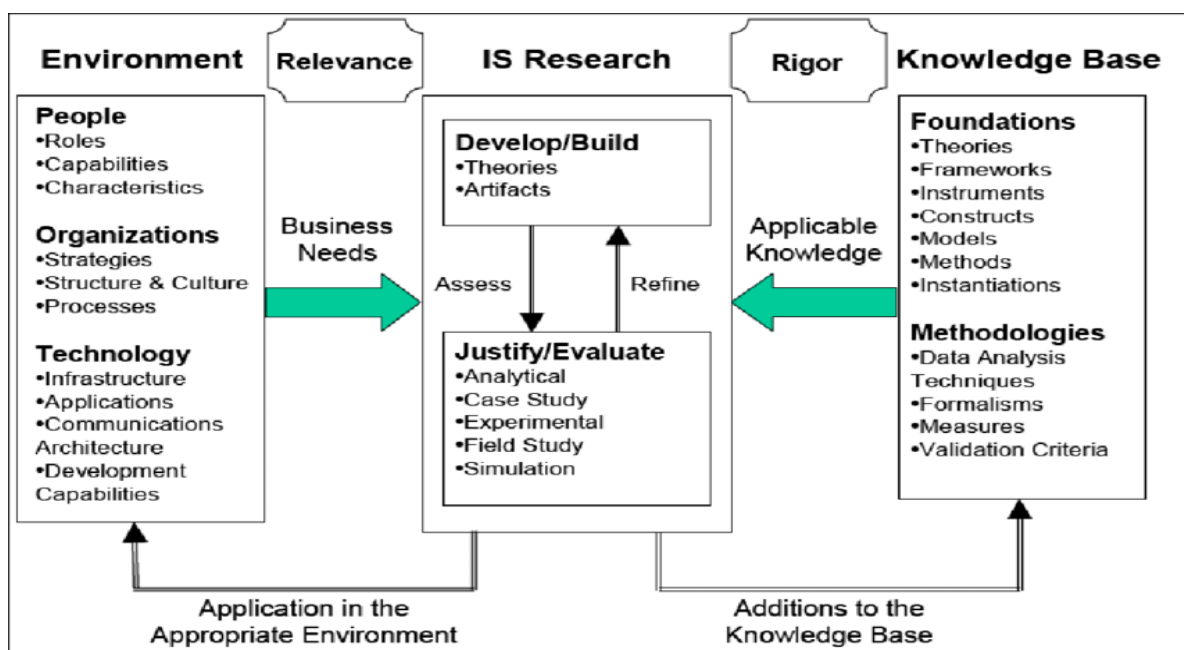 Environment
Relevance
IS Research
Rigor
Knowledge Base
People
•Roles
•Capabilities
•Characteristics
Organizations
•Strategies
•Structure & Culture
•Processes
Technology
•Infrastructure
•Applications
•Communications
Architecture
•Development
Capabilities
Business
Needs
Develop/Build
•Theories
•Artifacts
Assess
Refine
Justify/Evaluate
•Analytical
•Case Study
•Experimental
•Field Study
•Simulation
Applicable
Knowledge
Foundations
•Theories
•Frameworks
•Instruments
•Constructs
•Models
•Methods
•Instantiations
Methodologies
•Data Analysis
Techniques
•Formalisms
•Measures
•Validation Criteria
Application in the
Appropriate Environment
Additions to the
Knowledge Base